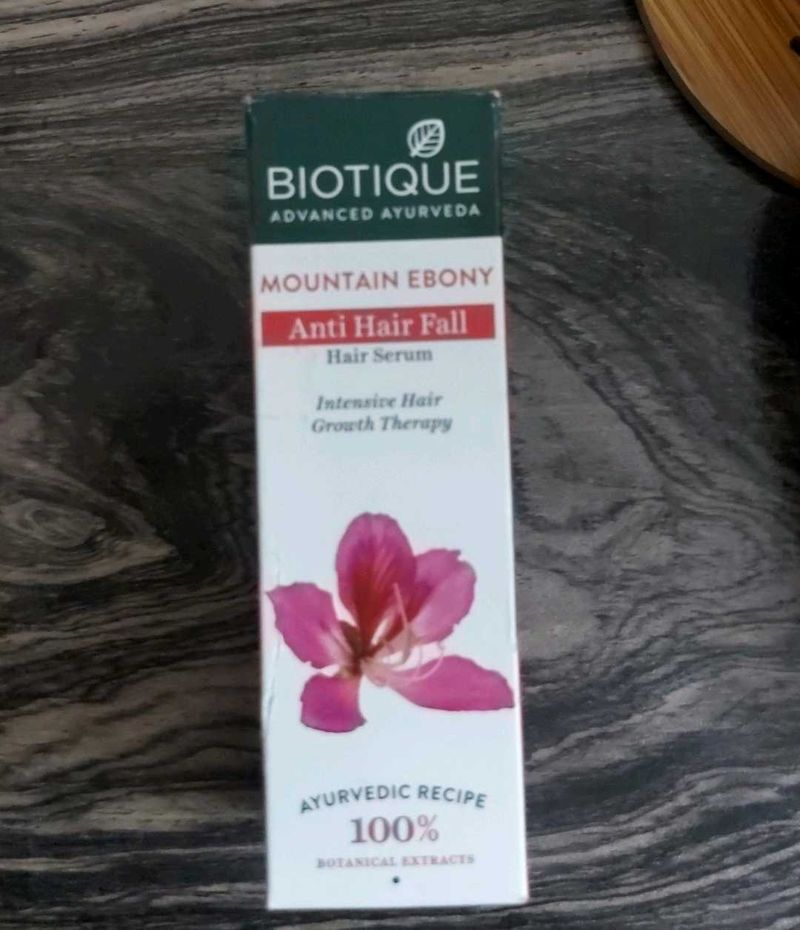 BIOTIQUE
ADVANCED AYURVEDA
MOUNTAIN EBONY
Anti Hair Fall
Hair Serum
Intensive Hair
Growth Therapy
AYURVEDIC RECIPE
100%
BOTANICAL EXTRACTS